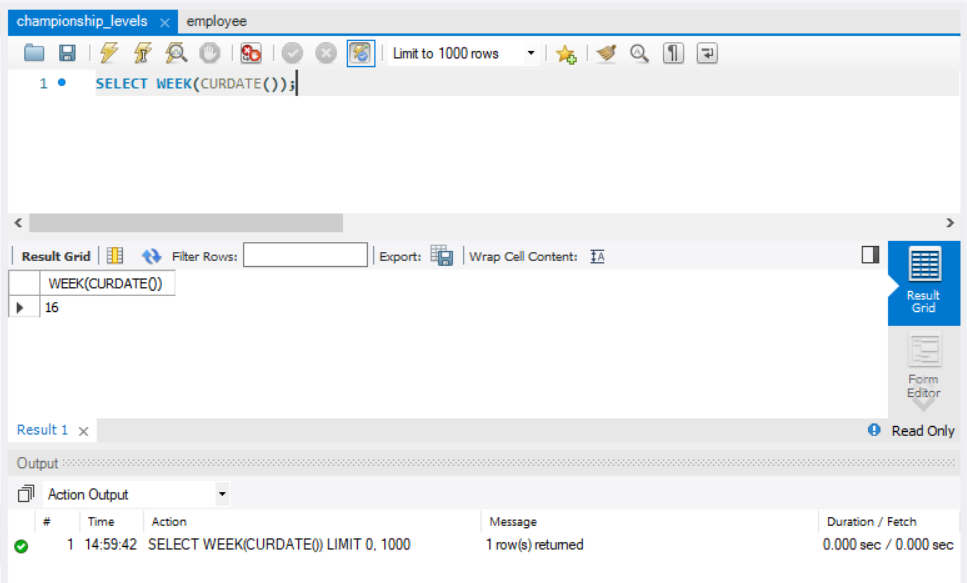 championship_levels × employee
Limit to 1000 rows
1 SELECT WEEK(CURDATE());
Result Grid Filter Rows: Export: Wrap Cell Content: IA
WEEK(CURDATE())
16
Result
Grid
Form
Editor
Result 1 × Read Only
Output
Action Output
# Time Action Message Duration / Fetch
1 14:59:42 SELECT WEEK(CURDATE()) LIMIT 0, 1000 1 row(s) returned 0.000 sec / 0.000 sec